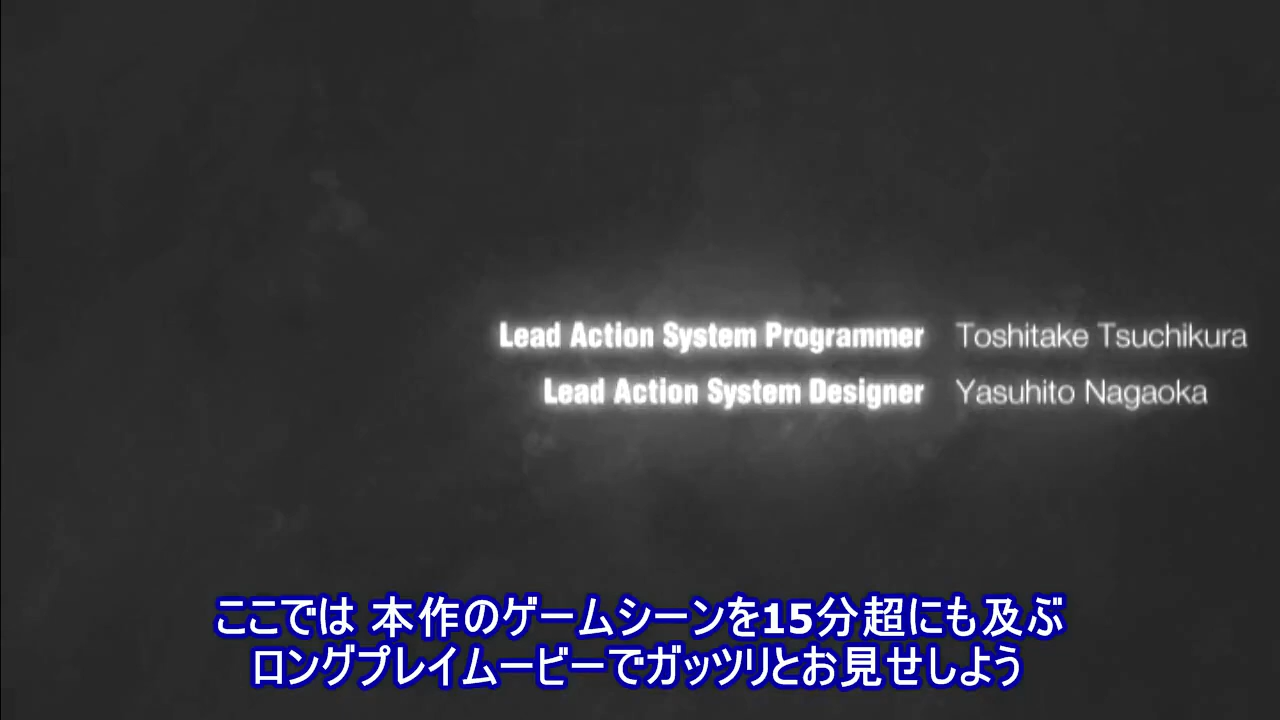 Lead Action System Programmer Toshitake Tsuchikura
Lead Action System Designer Yasuhito Nagaoka
ここでは 本作のゲームシーンを15分超にも及ぶ
ロングプレイムービーでガッツリとお見せしよう